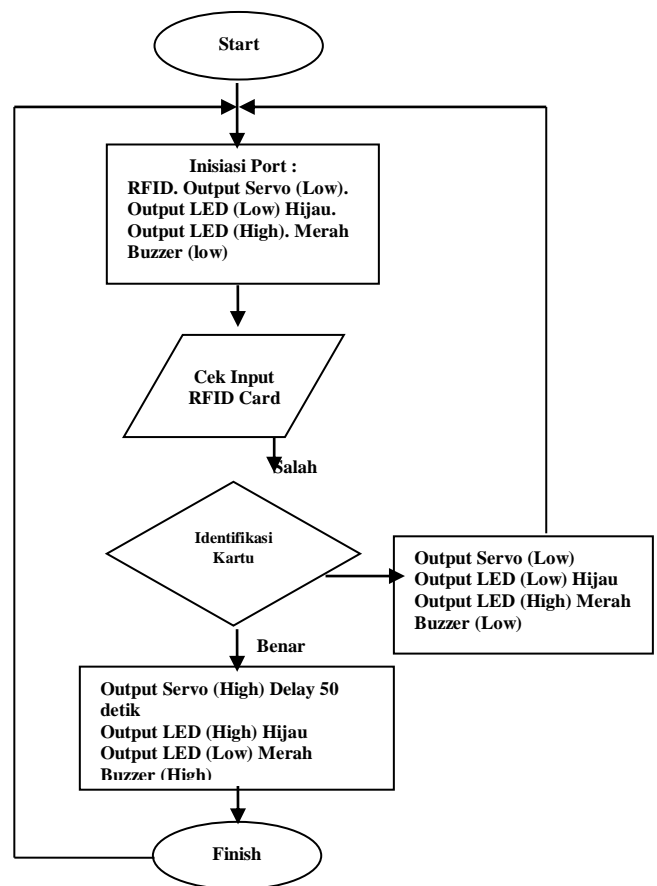 Start
Inisiasi Port :
RFID. Output Servo (Low).
Output LED (Low) Hijau.
Output LED (High). Merah
Buzzer (low)
Cek Input
RFID Card
Salah
Identifikasi
Kartu
Output Servo (Low)
Output LED (Low) Hijau
Output LED (High) Merah
Buzzer (Low)
Benar
Output Servo (High) Delay 50
detik
Output LED (High) Hijau
Output LED (Low) Merah
Buzzer (High)
Finish